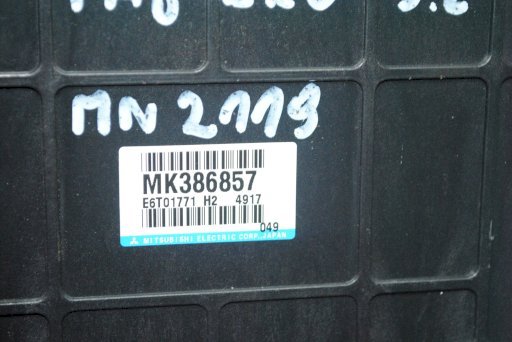 MN 2119
MK386857
E6T01771 H2 4917
049
MITSUBISHI ELECTRIC CORP. JAPAN